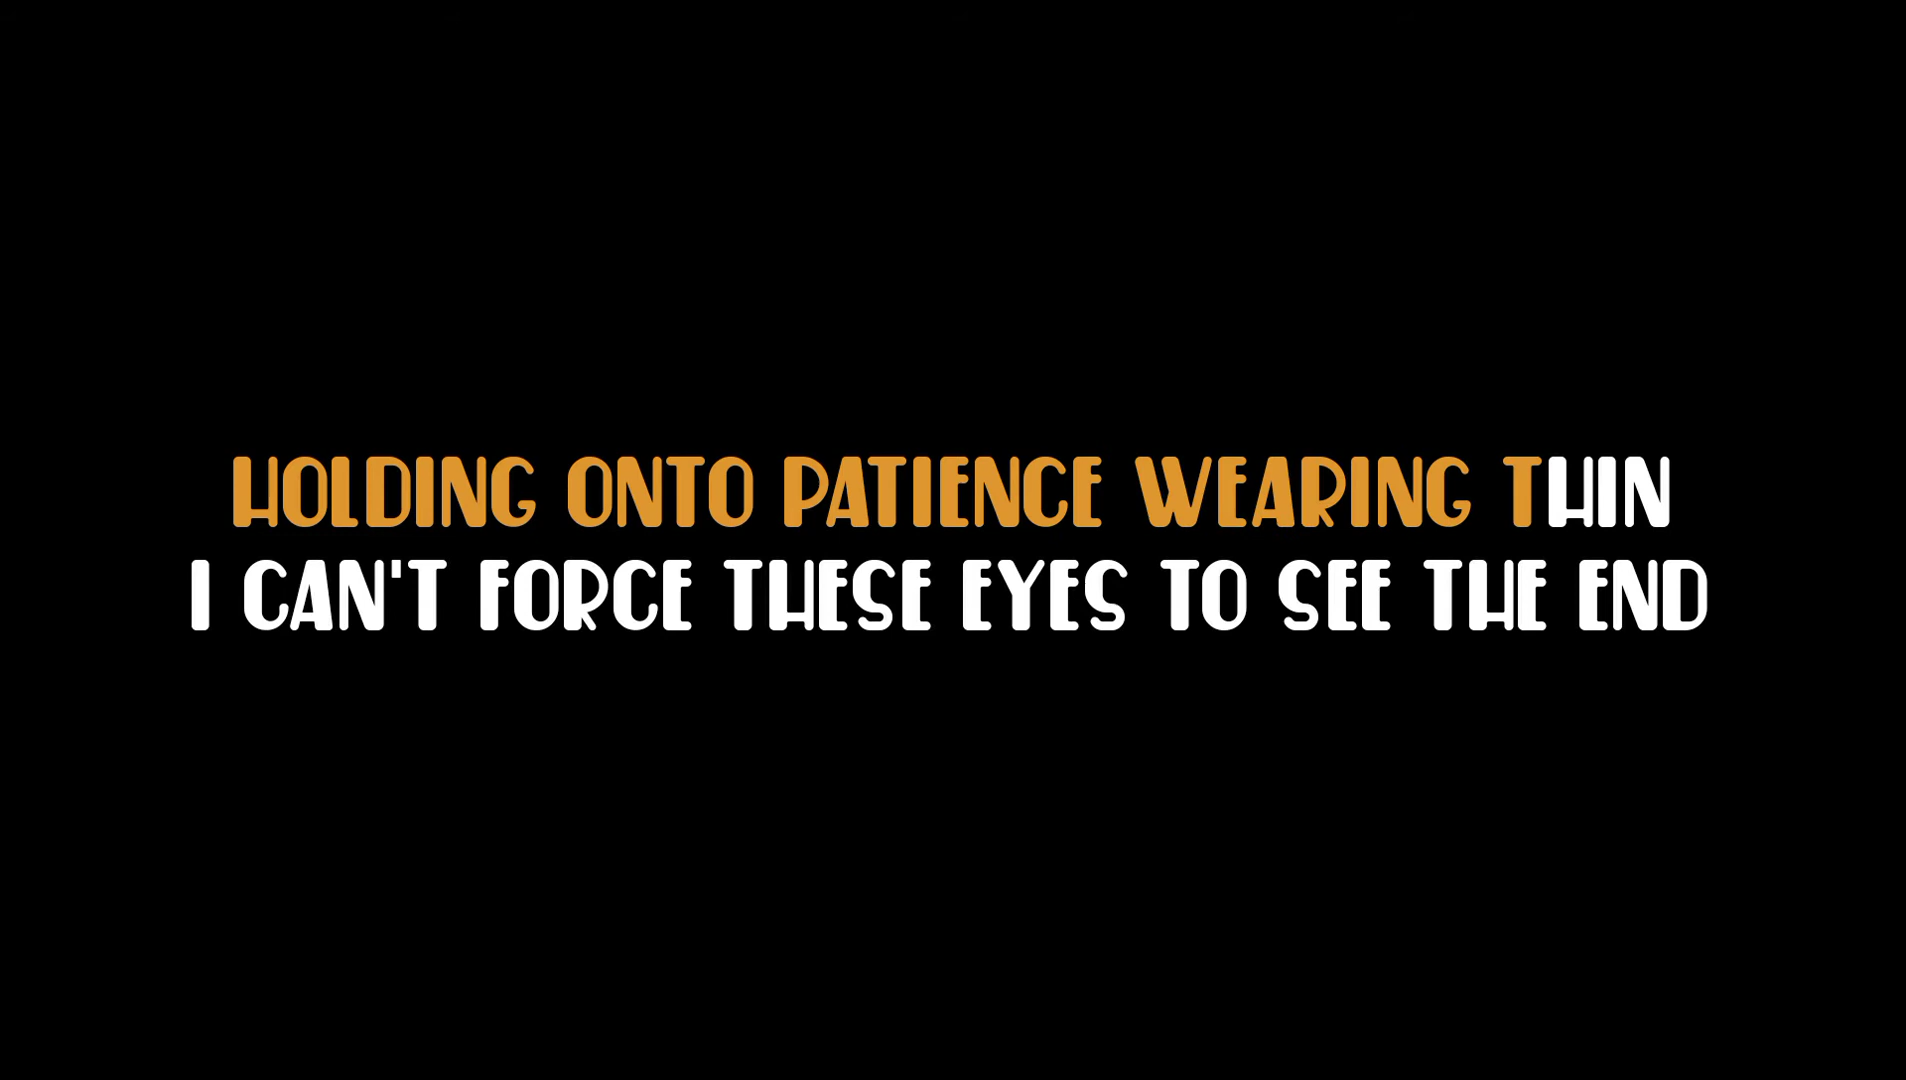 HOLDING ONTO PATIENCE WEARING THIN
I CAN'T FORCE THESE EYES TO SEE THE END